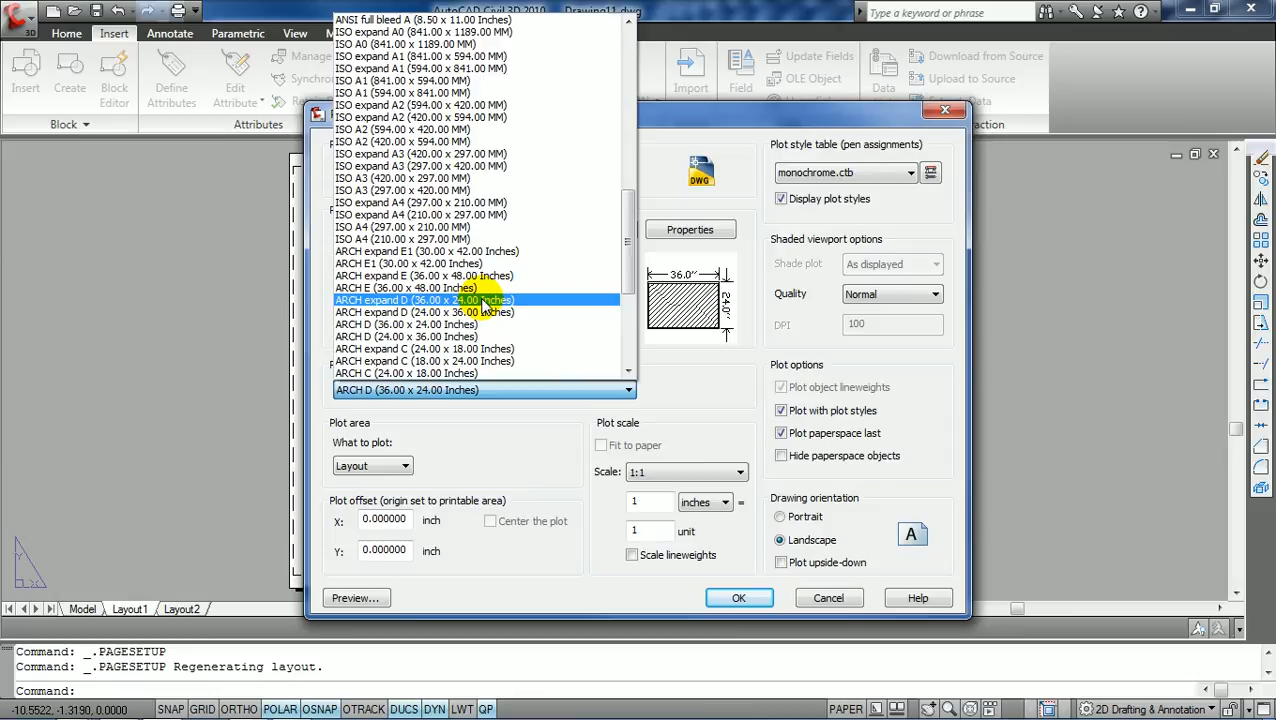 AutoCAD Civil 3D 2010
Drawing11.dwg
Type a keyword or phrase
3D
Home
Insert
Annotate
Parametric
View
Insert
Create
Block
Editor
Block
Define
Attributes
Edit
Attribute
Attributes
Manage
Import
Field
Update Fields
OLE Object
Data
Download from Source
Upload to Source
ANSI full bleed A (8.50 x 11.00 Inches)
ISO expand A0 (841.00 x 1189.00 MM)
ISO A0 (841.00 x 1189.00 MM)
ISO expand A1 (841.00 x 594.00 MM)
ISO expand A1 (594.00 x 841.00 MM)
ISO A1 (841.00 x 594.00 MM)
ISO A1 (594.00 x 841.00 MM)
ISO expand A2 (594.00 x 420.00 MM)
ISO expand A2 (420.00 x 594.00 MM)
ISO A2 (594.00 x 420.00 MM)
ISO A2 (420.00 x 594.00 MM)
ISO expand A3 (420.00 x 297.00 MM)
ISO expand A3 (297.00 x 420.00 MM)
ISO A3 (420.00 x 297.00 MM)
ISO A3 (297.00 x 420.00 MM)
ISO expand A4 (297.00 x 210.00 MM)
ISO expand A4 (210.00 x 297.00 MM)
ISO A4 (297.00 x 210.00 MM)
ISO A4 (210.00 x 297.00 MM)
ARCH expand E1 (30.00 x 42.00 Inches)
ARCH E1 (30.00 x 42.00 Inches)
ARCH expand E (36.00 x 48.00 Inches)
ARCH E (36.00 x 48.00 Inches)
ARCH expand D (36.00 x 24.00 Inches)
ARCH expand D (24.00 x 36.00 Inches)
ARCH D (36.00 x 24.00 Inches)
ARCH D (24.00 x 36.00 Inches)
ARCH expand C (24.00 x 18.00 Inches)
ARCH expand C (18.00 x 24.00 Inches)
ARCH C (24.00 x 18.00 Inches)
ARCH D (36.00 x 24.00 Inches)
DWG
Properties
36.0''
24.0'
Plot style table (pen assignments)
monochrome.ctb
Display plot styles
Shaded viewport options
Shade plot As displayed
Quality Normal
DPI 100
Plot options
Plot object lineweights
Plot with plot styles
Plot paperspace last
Hide paperspace objects
Drawing orientation
Portrait
Landscape
A
Plot upside-down
Plot area
What to plot:
Layout
Plot offset (origin set to printable area)
X: 0.000000 inch
Center the plot
Y: 0.000000 inch
Plot scale
Fit to paper
Scale: 1:1
1 inches =
1 unit
Scale lineweights
Preview...
OK
Cancel
Help
Y
X
Model
Layout1
Layout2
Command: _.PAGESETUP
Command: _.PAGESETUP Regenerating layout.
Command:
-10.5522, -1.3190, 0.0000
SNAP GRID ORTHO POLAR OSNAP OTRACK DUCS DYN LWT QP
PAPER
2D Drafting & Annotation